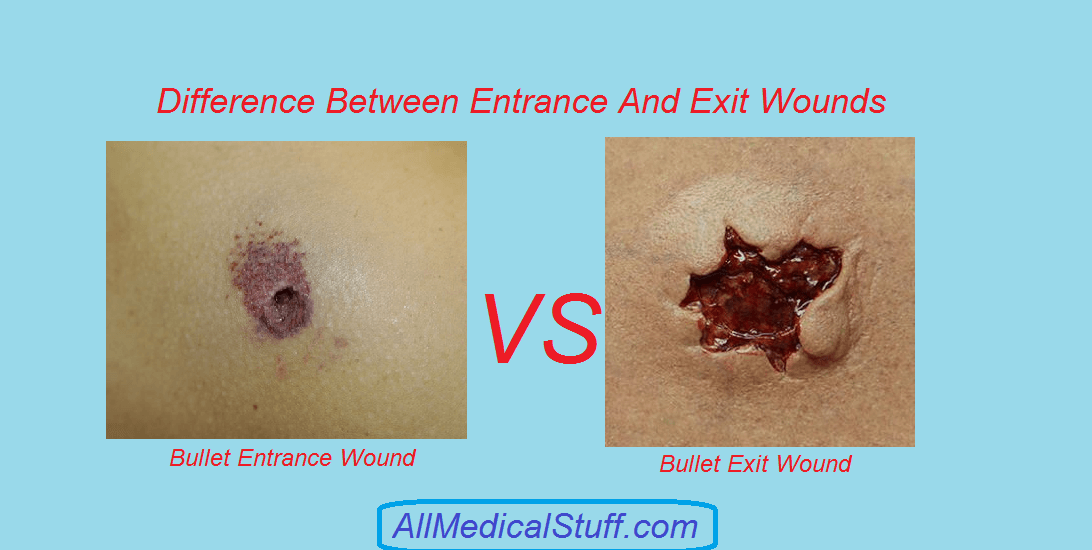 Difference Between Entrance And Exit Wounds
VS
Bullet Entrance Wound
Bullet Exit Wound
AllMedicalStuff.com